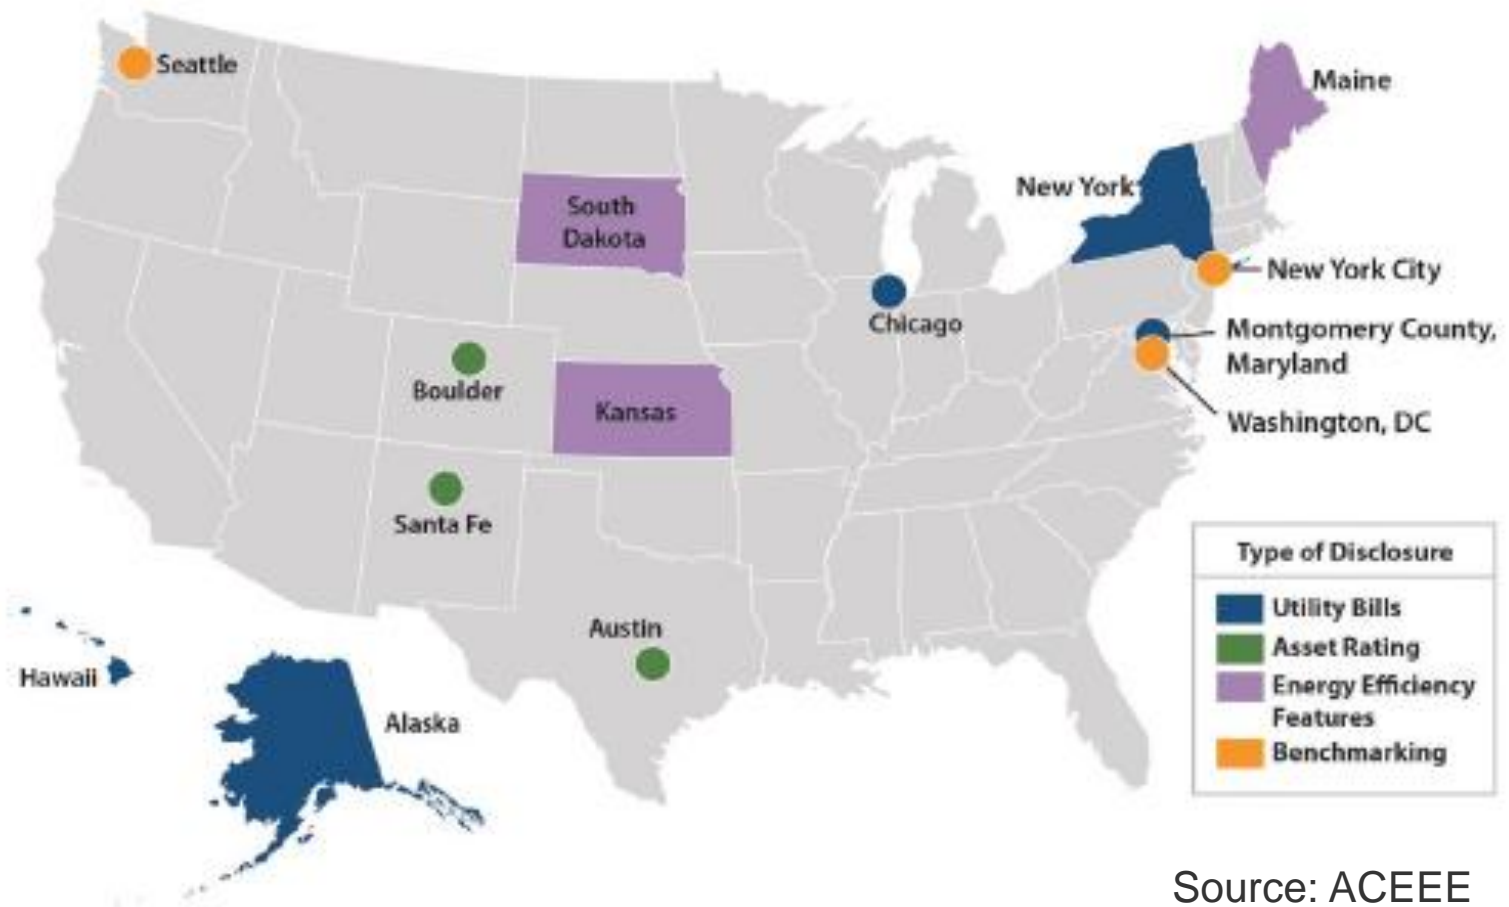 Seattle
Maine
New York
South
Dakota
New York City
Chicago
Montgomery County,
Maryland
Boulder
Kansas
Washington, DC
Santa Fe
Austin
Hawaii
Alaska
Type of Disclosure
Utility Bills
Asset Rating
Energy Efficiency
Features
Benchmarking
Source: ACEEE